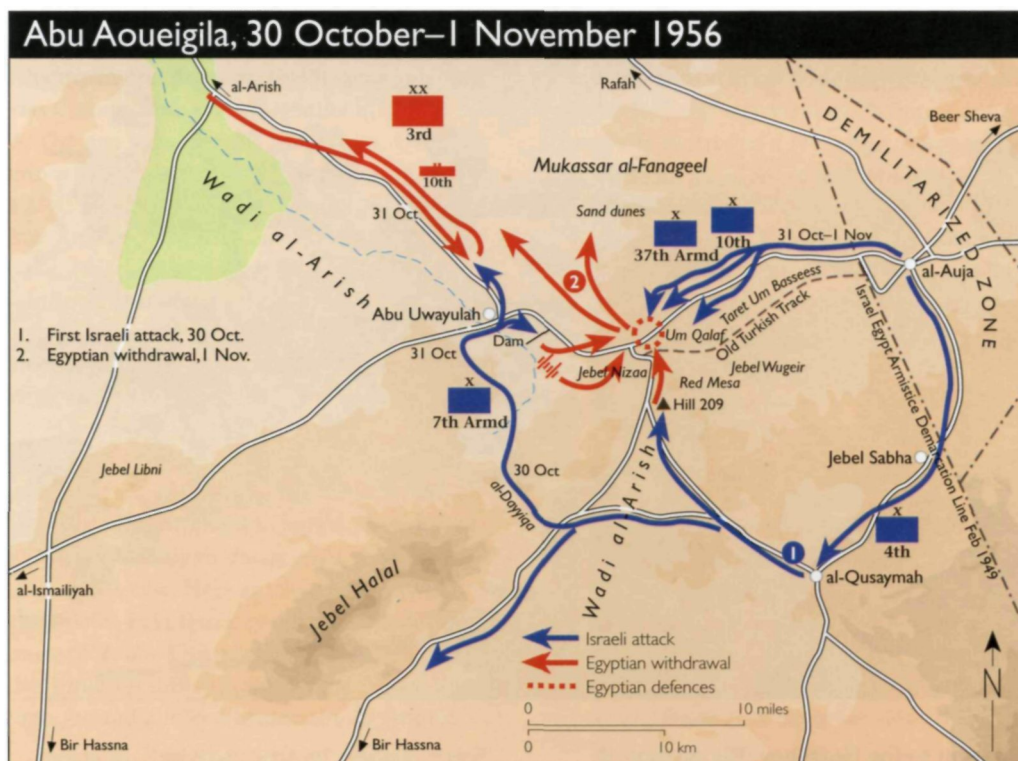 Abu Aoueigila, 30 October–1 November 1956
al-Arish
XX
3rd
10th
31 Oct
Wadi al-Arish
Mukassar al-Fanageel
Sand dunes
X
37th Armd
X
10th
31 Oct–1 Nov
Rafah
Beer Sheva
DEMILITARIZED ZONE
al-Auja
1. First Israeli attack, 30 Oct.
2. Egyptian withdrawal, 1 Nov.
2
Abu Uwayulah
31 Oct
Dam
Taret Um Basseess
Um Qalaf
Old Turkish Track
Israel Egypt Armistice Demarcation Line Feb 1949
Jebel Nizaa
Jebel Wugeir
Red Mesa
Hill 209
X
7th Armd
Jebel Libni
30 Oct
al-Dayyiqa
Wadi al-Arish
Jebel Sabha
X
4th
1
al-Qusaymah
al-Ismailiyah
Jebel Halal
Israeli attack
Egyptian withdrawal
Egyptian defences
0 10 miles
0 10 km
N
Bir Hassna
Bir Hassna